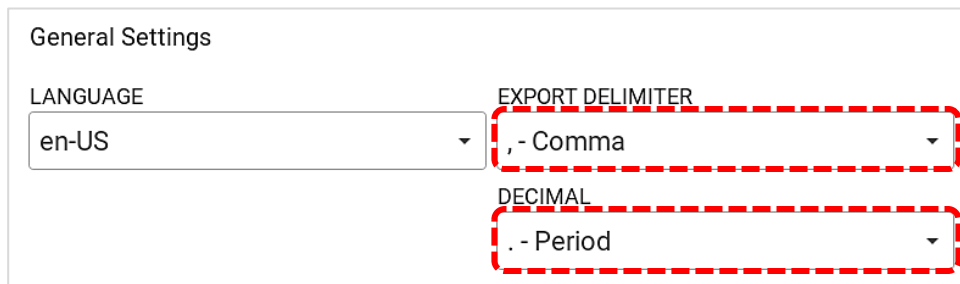 General Settings
LANGUAGE
en-US
EXPORT DELIMITER
, - Comma
DECIMAL
. - Period